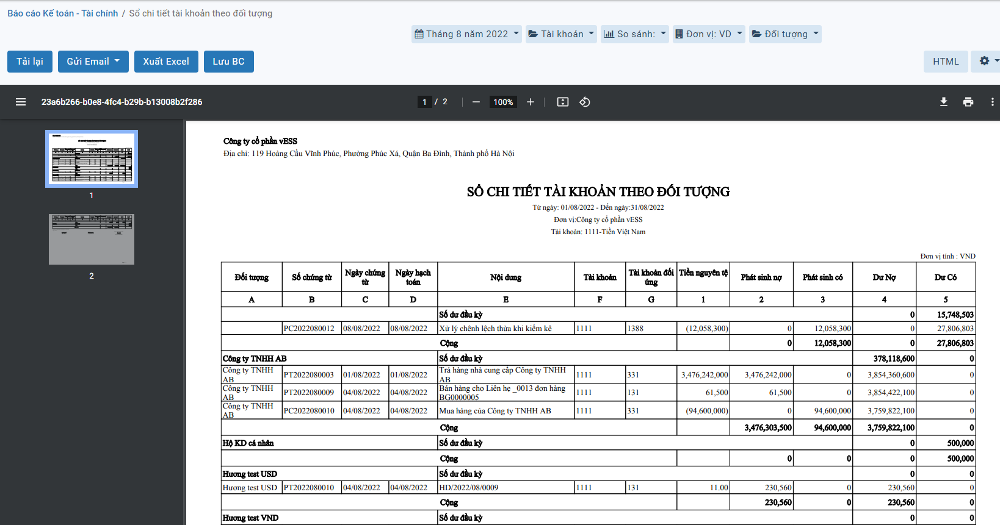 Báo cáo Kế toán - Tài chính / Sổ chi tiết tài khoản theo đối tượng
Tháng 8 năm 2022 Tài khoản So sánh: Đơn vị: VD Đối tượng
Tải lại Gửi Email Xuất Excel Lưu BC HTML
23a6b266-b0e8-4fc4-b29b-b13008b2f286 1 / 2 100%
1
2
Công ty cổ phần vESS
Địa chỉ: 119 Hoàng Cầu Vĩnh Phúc, Phường Phúc Xá, Quận Ba Đình, Thành phố Hà Nội
SỔ CHI TIẾT TÀI KHOẢN THEO ĐỐI TƯỢNG
Từ ngày: 01/08/2022 - Đến ngày:31/08/2022
Đơn vị:Công ty cổ phần vESS
Tài khoản: 1111-Tiền Việt Nam
Đơn vị tính : VND
Đối tượng Số chứng từ Ngày chứng từ Ngày hạch toán Nội dung Tài khoản Tài khoản đối ứng Tiền nguyên tệ Phát sinh nợ Phát sinh có Dư Nợ Dư Có
A B C D E F G 1 2 3 4 5
Số dư đầu kỳ 0 15,748,503
PC2022080012 08/08/2022 08/08/2022 Xử lý chênh lệch thừa khi kiểm kê 1111 1388 (12,058,300) 0 12,058,300 0 27,806,803
Cộng 0 12,058,300 0 27,806,803
Công ty TNHH AB Số dư đầu kỳ 378,118,600 0
Công ty TNHH AB PT2022080003 01/08/2022 01/08/2022 Trả hàng nhà cung cấp Công ty TNHH AB 1111 331 3,476,242,000 3,476,242,000 0 3,854,360,600 0
Công ty TNHH AB PT2022080009 04/08/2022 04/08/2022 Bán hàng cho Liên hệ _0013 đơn hàng BG0000005 1111 131 61,500 61,500 0 3,854,422,100 0
Công ty TNHH AB PC2022080010 04/08/2022 04/08/2022 Mua hàng của Công ty TNHH AB 1111 331 (94,600,000) 0 94,600,000 3,759,822,100 0
Cộng 3,476,303,500 94,600,000 3,759,822,100 0
Hộ KD cá nhân Số dư đầu kỳ 0 500,000
Cộng 0 0 0 500,000
Hương test USD Số dư đầu kỳ 0 0
Hương test USD PT2022080010 04/08/2022 04/08/2022 HD/2022/08/0009 1111 131 11.00 230,560 0 230,560 0
Cộng 230,560 0 230,560 0
Hương test VND Số dư đầu kỳ 0 0